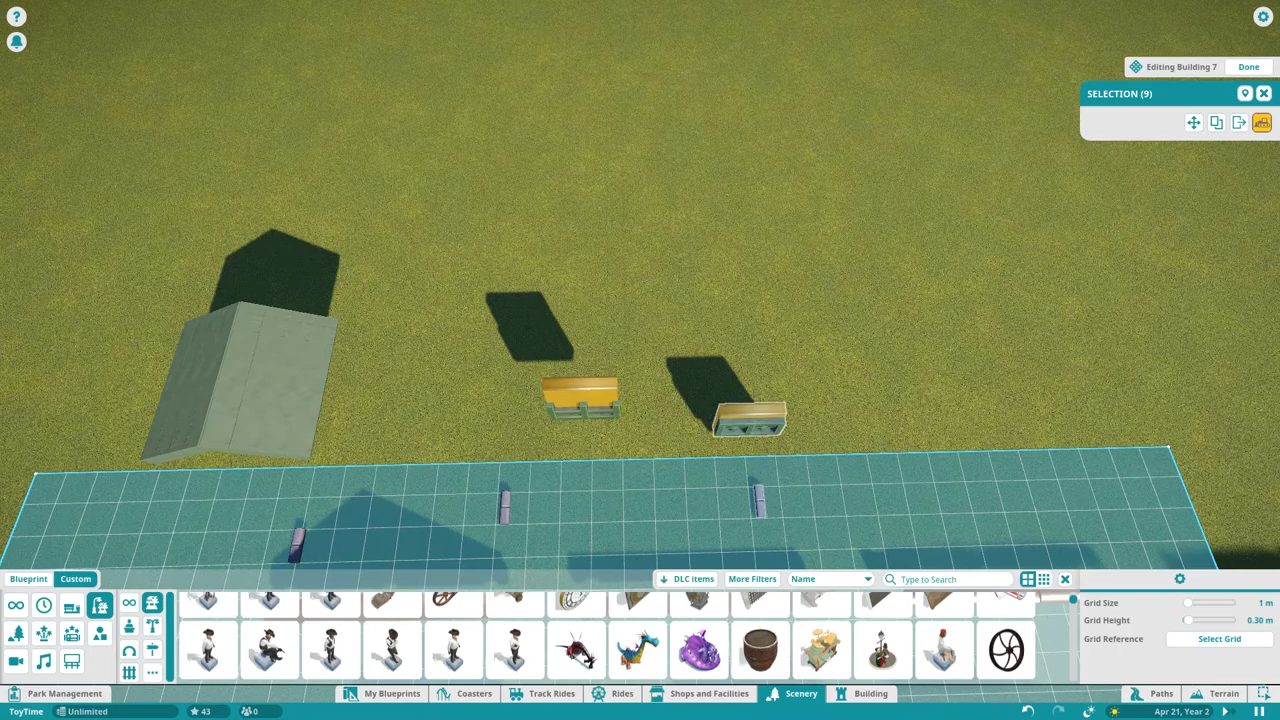 ?
Editing Building 7 Done
SELECTION (9)
Blueprint Custom
DLC items More Filters Name Type to Search
Grid Size 1 m
Grid Height 0.30 m
Grid Reference Select Grid
Park Management My Blueprints Coasters Track Rides Rides Shops and Facilities Scenery Building Paths Terrain
ToyTime Unlimited 43 0 Apr 21, Year 2